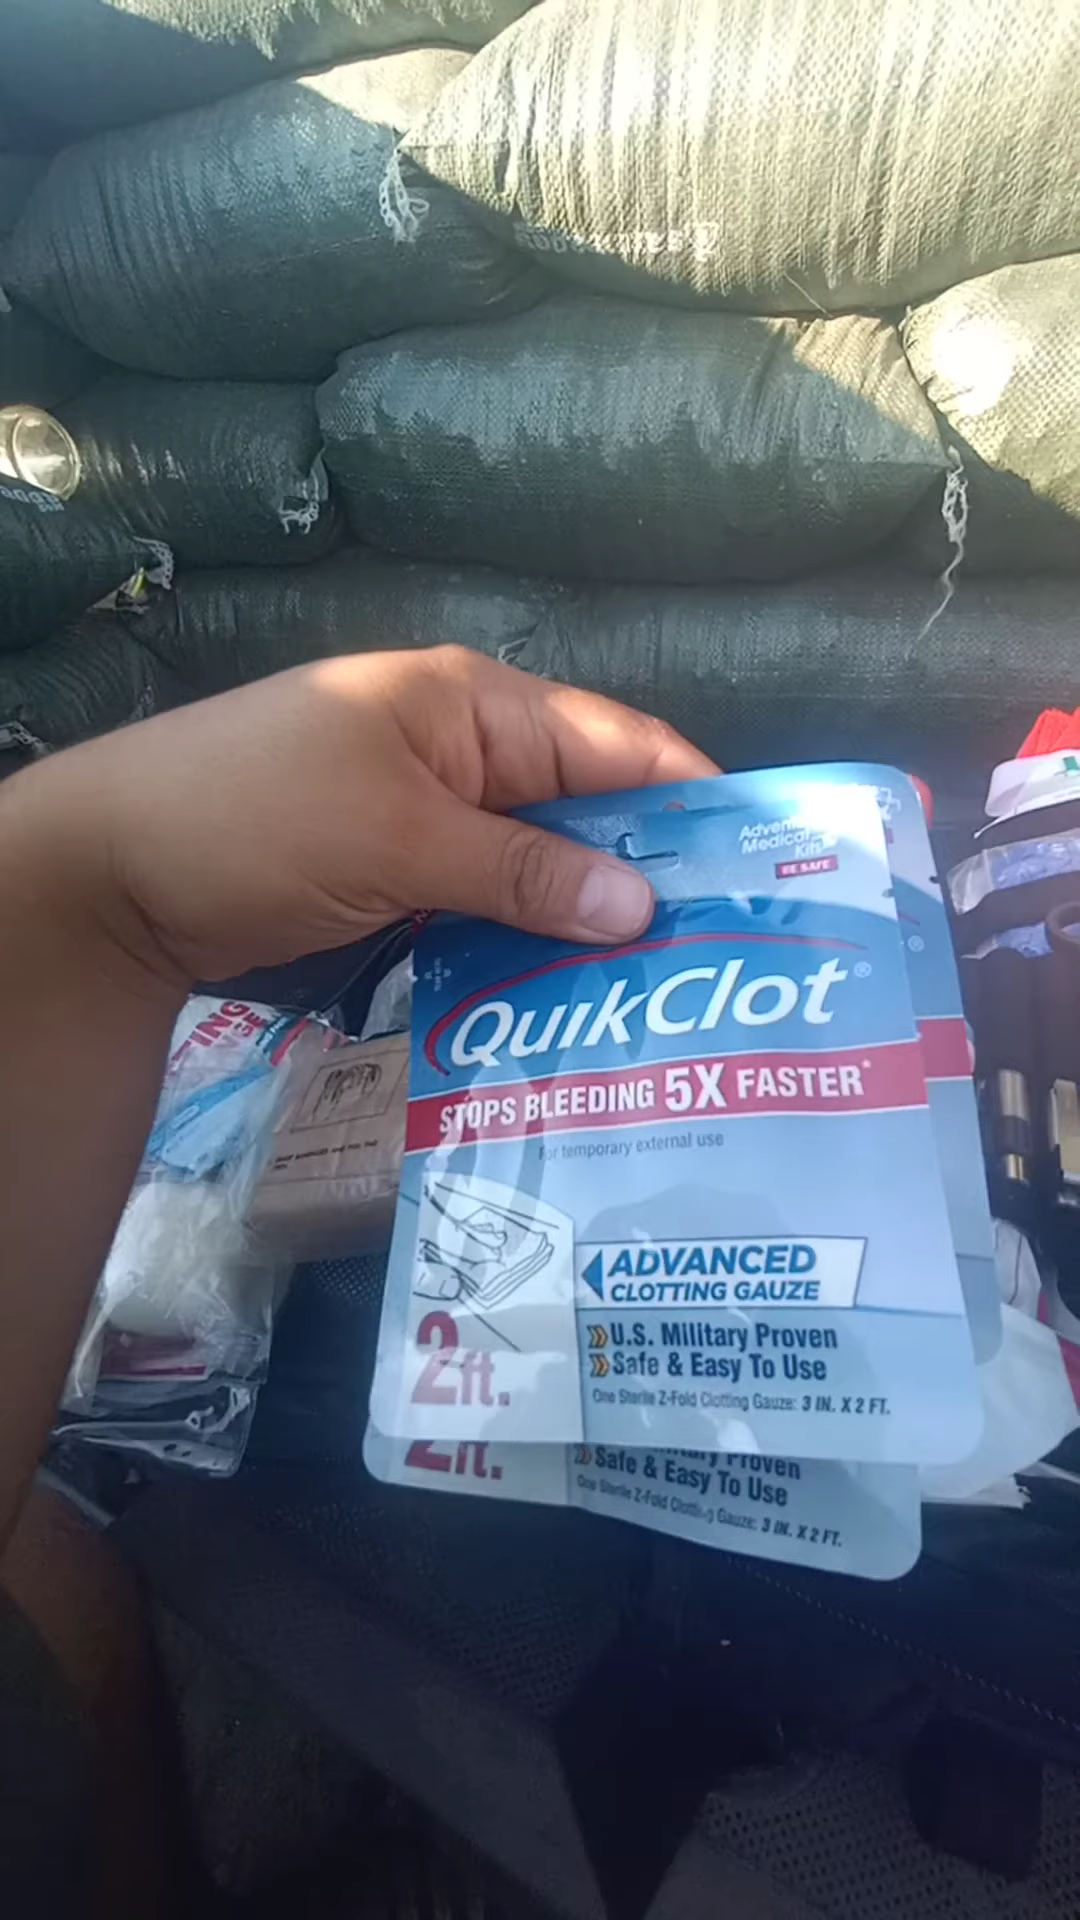 Medical
Kits
BE SAFE
QuikClot®
STOPS BLEEDING 5X FASTER*
For temporary external use
ADVANCED
CLOTTING GAUZE
U.S. Military Proven
Safe & Easy To Use
One Sterile Z-Fold Clotting Gauze: 3 IN. X 2 FT.
2ft.
Proven
Safe & Easy To Use
One Sterile Z-Fold Clotting Gauze: 3 IN. X 2 FT.
2ft.